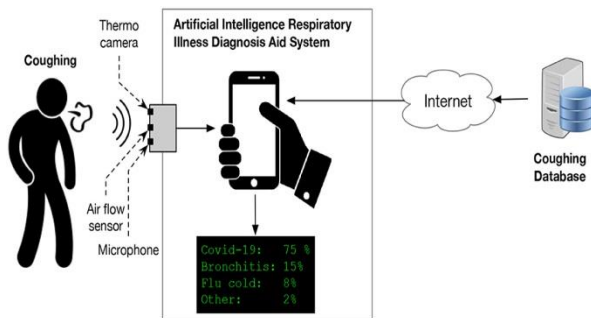 Thermo
camera
Coughing
Artificial Intelligence Respiratory
Illness Diagnosis Aid System
Internet
Coughing
Database
Air flow
sensor
Microphone
Covid-19: 75 %
Bronchitis: 15%
Flu cold: 8%
Other: 2%